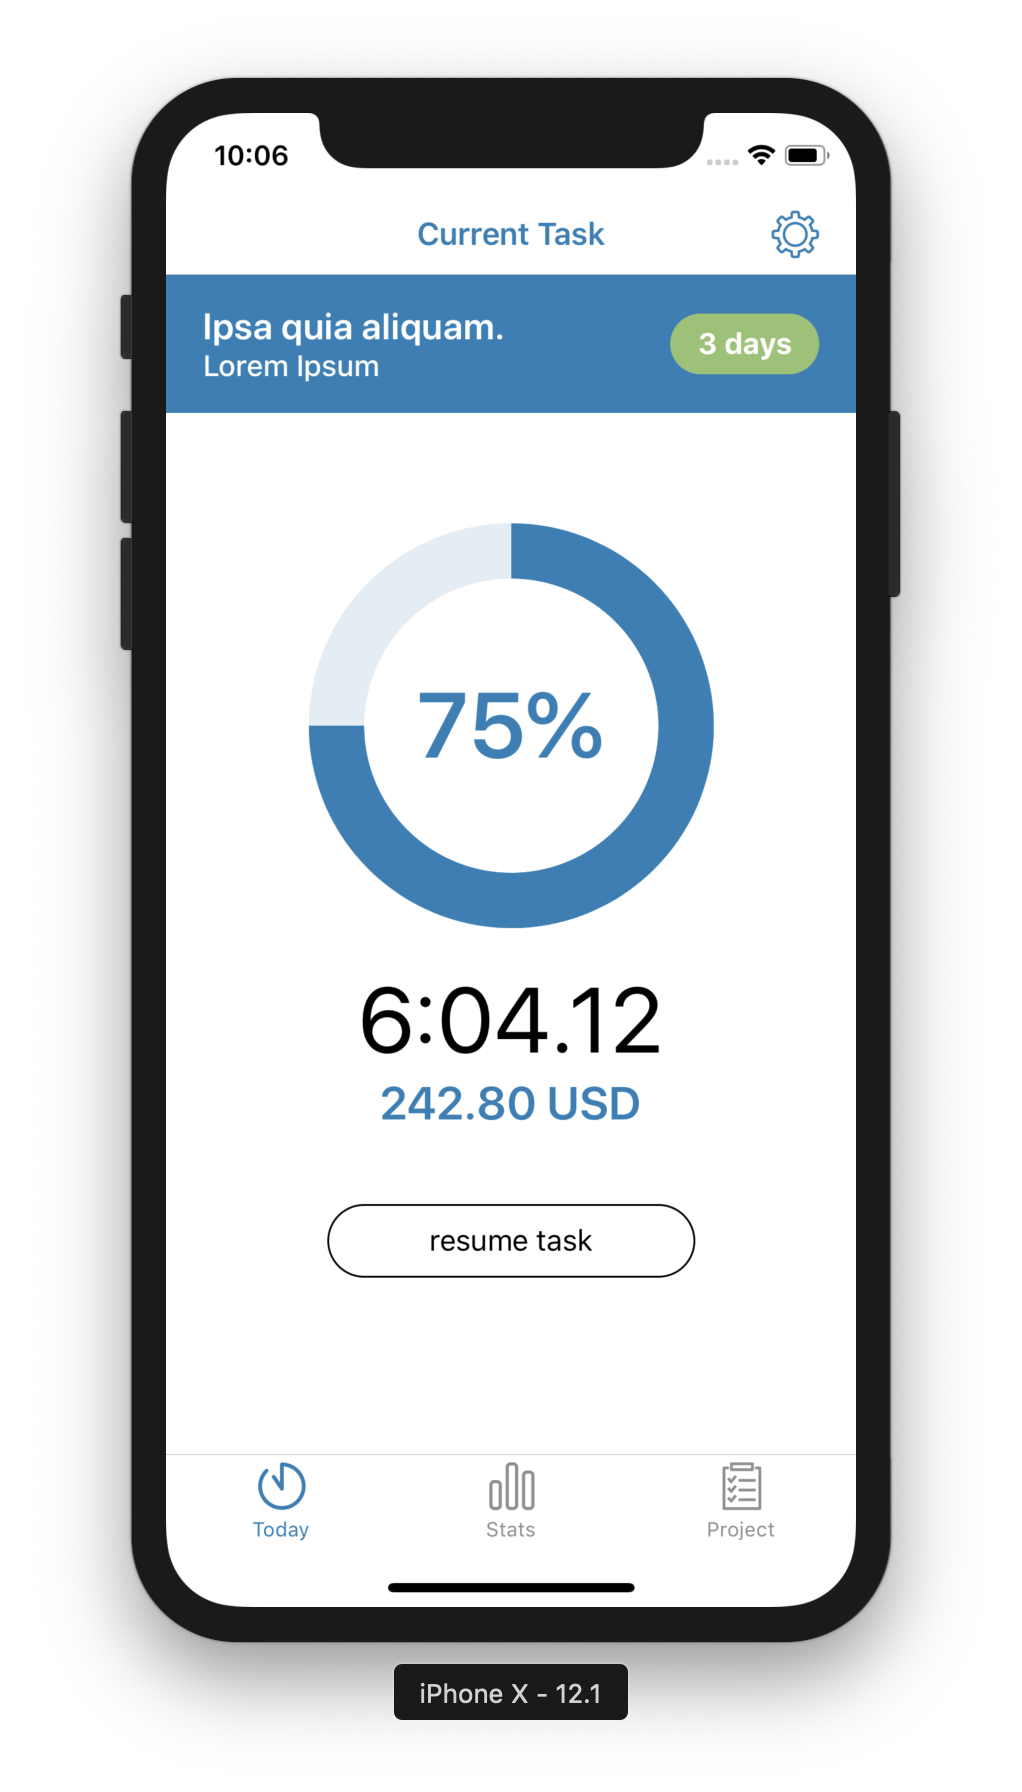 10:06
Current Task
Ipsa quia aliquam.
Lorem Ipsum
3 days
75%
6:04.12
242.80 USD
resume task
Today
Stats
Project
iPhone X - 12.1